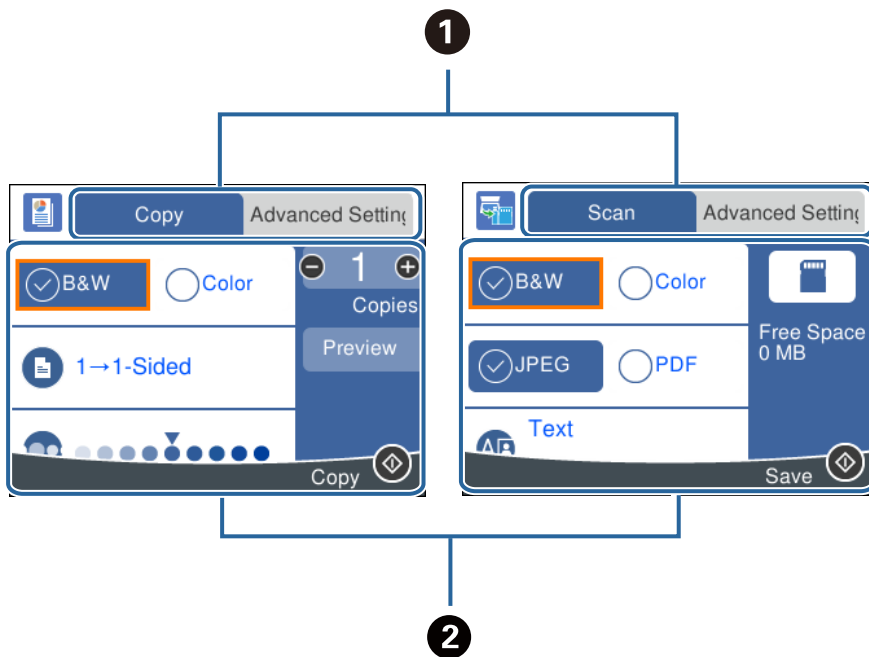 1
Copy Advanced Setting
B&W Color 1
Copies
1→1-Sided Preview
Copy
Scan Advanced Setting
B&W Color
JPEG PDF Free Space
0 MB
Text
Save
2